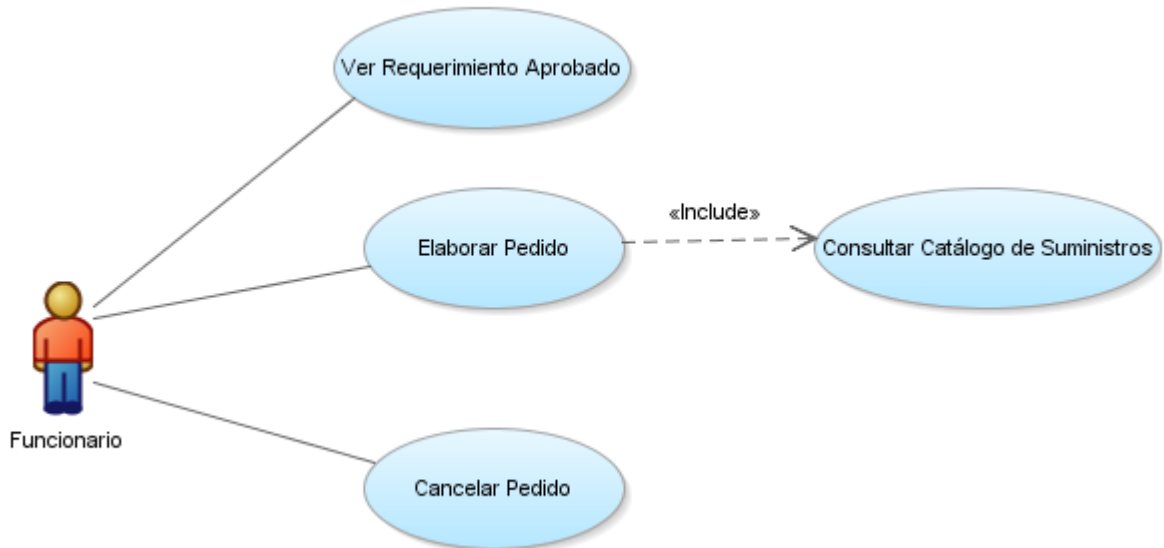 Ver Requerimiento Aprobado
Elaborar Pedido
«Include»
Consultar Catálogo de Suministros
Funcionario
Cancelar Pedido